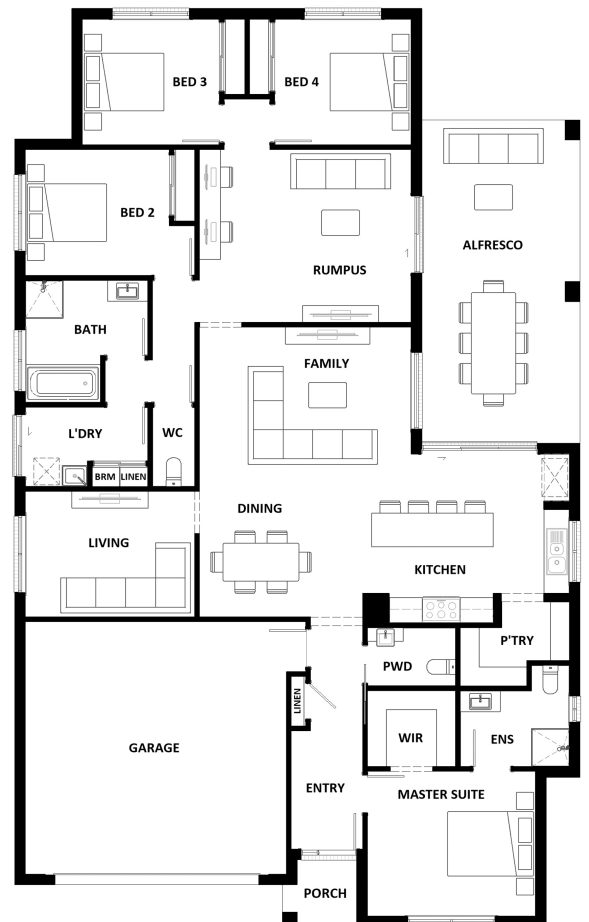 BED 3
BED 4
BED 2
ALFRESCO
RUMPUS
BATH
FAMILY
L'DRY
WC
BRM
LINEN
DINING
LIVING
KITCHEN
P'TRY
PWD
LINEN
WIR
ENS
GARAGE
ENTRY
MASTER SUITE
PORCH